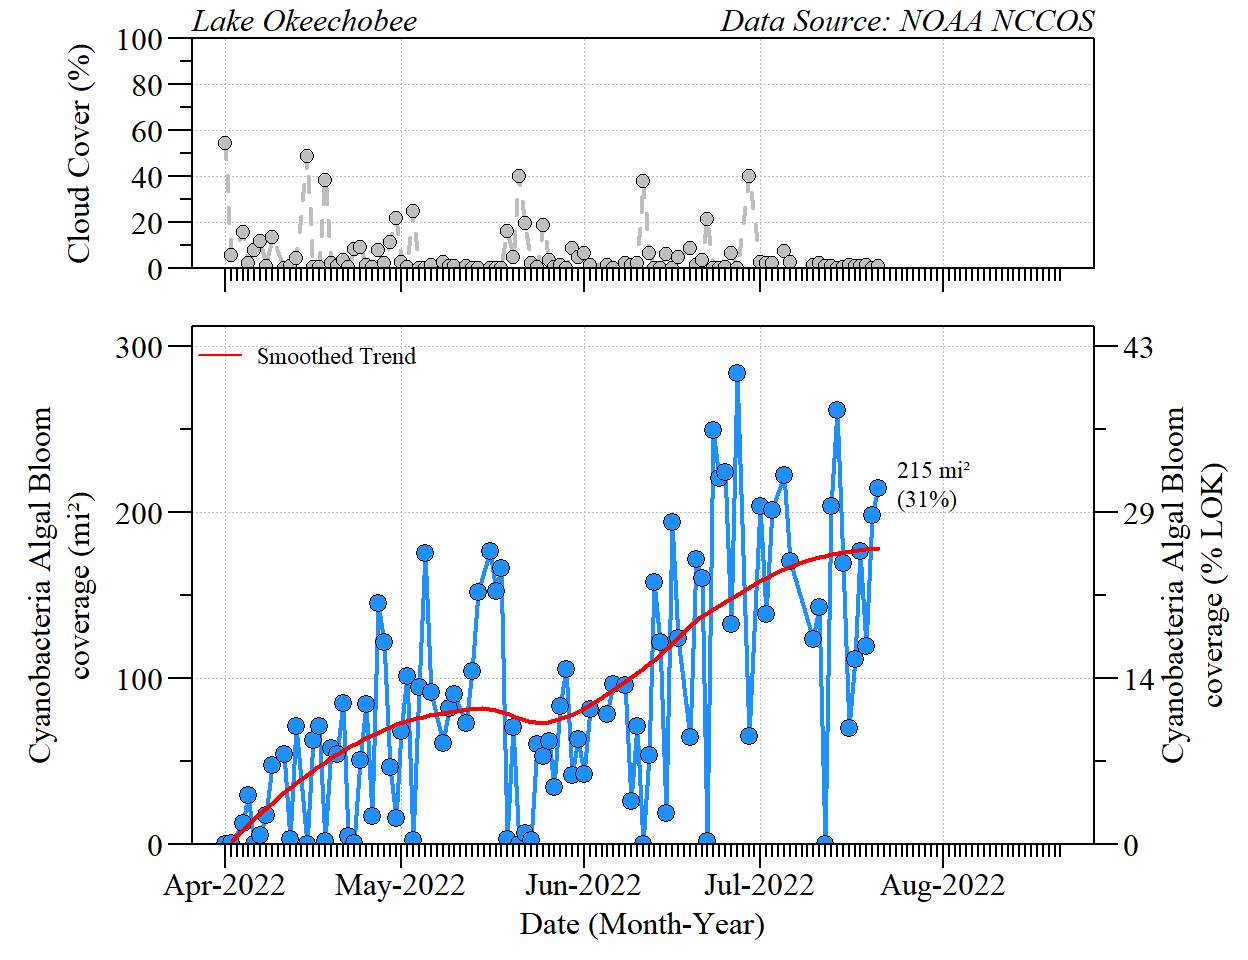 Lake Okeechobee
Data Source: NOAA NCCOS
Cloud Cover (%)
100
80
60
40
20
0
Smoothed Trend
Cyanobacteria Algal Bloom
coverage (mi²)
300
200
100
0
215 mi²
(31%)
43
29
14
0
Cyanobacteria Algal Bloom
coverage (% LOK)
Apr-2022
May-2022
Jun-2022
Jul-2022
Aug-2022
Date (Month-Year)